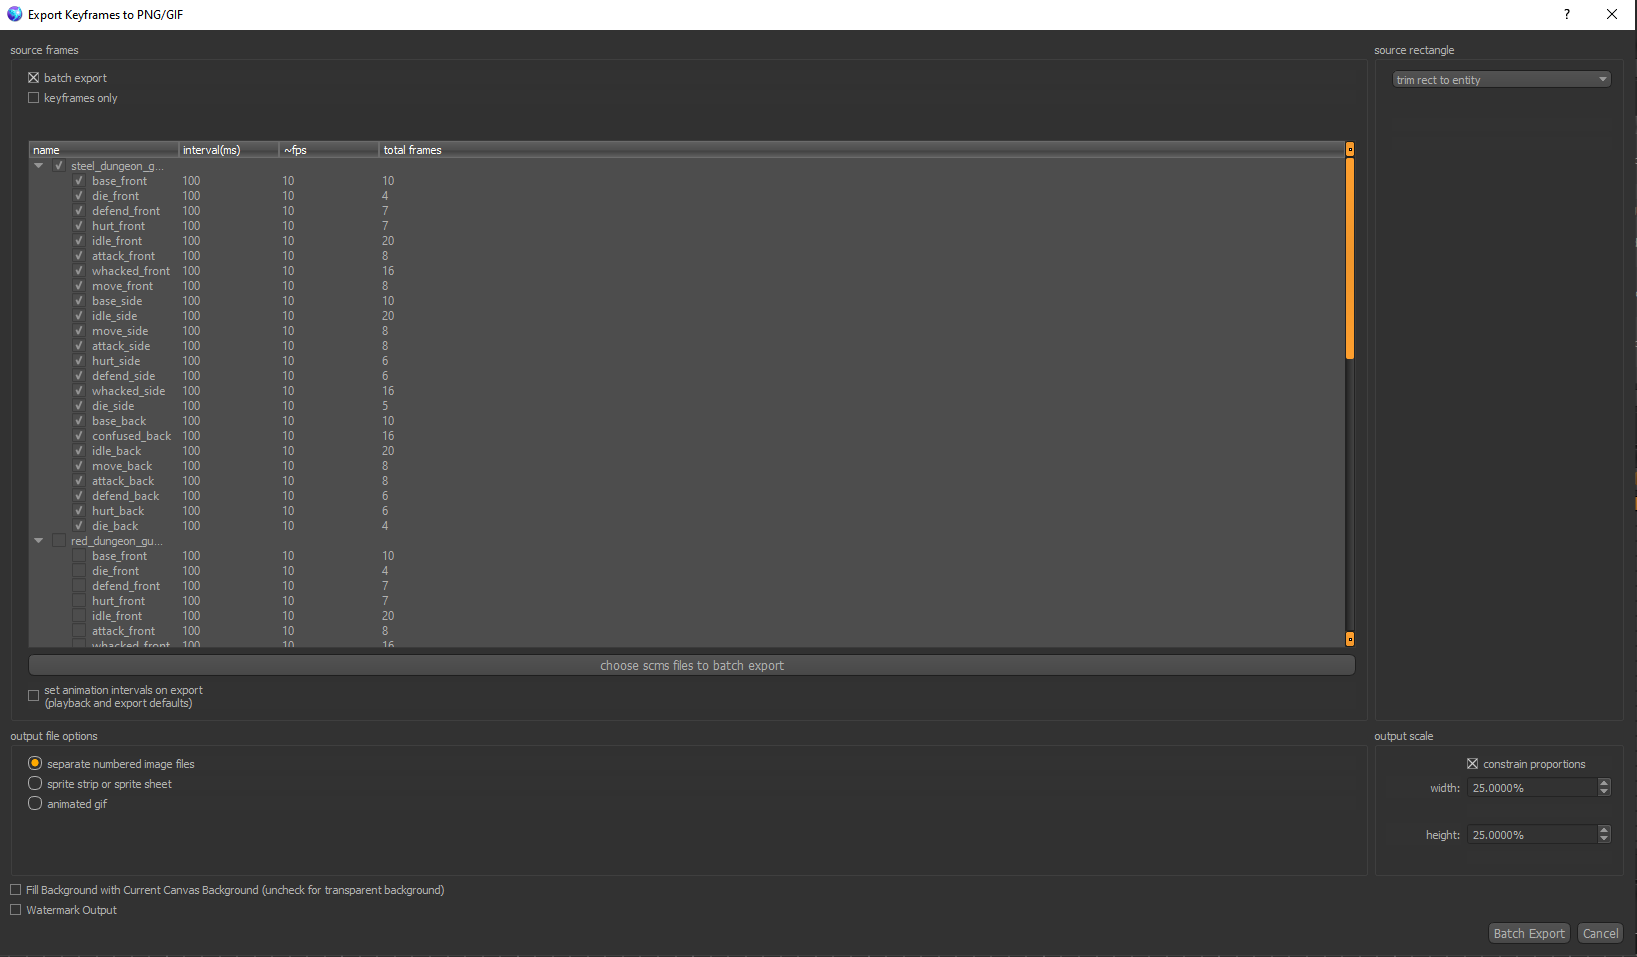 Export Keyframes to PNG/GIF ?
source frames
source rectangle
batch export
trim rect to entity
keyframes only
name interval(ms) ~fps total frames
steel_dungeon_g...
base_front 100 10 10
die_front 100 10 4
defend_front 100 10 7
hurt_front 100 10 7
idle_front 100 10 20
attack_front 100 10 8
whacked_front 100 10 16
move_front 100 10 8
base_side 100 10 10
idle_side 100 10 20
move_side 100 10 8
attack_side 100 10 8
hurt_side 100 10 6
defend_side 100 10 6
whacked_side 100 10 16
die_side 100 10 5
base_back 100 10 10
confused_back 100 10 16
idle_back 100 10 20
move_back 100 10 8
attack_back 100 10 8
defend_back 100 10 6
hurt_back 100 10 6
die_back 100 10 4
red_dungeon_gu...
base_front 100 10 10
die_front 100 10 4
defend_front 100 10 7
hurt_front 100 10 7
idle_front 100 10 20
attack_front 100 10 8
whacked_front 100 10 16
choose scms files to batch export
set animation intervals on export
(playback and export defaults)
output file options
output scale
separate numbered image files
constrain proportions
sprite strip or sprite sheet
width: 25.0000%
animated gif
height: 25.0000%
Fill Background with Current Canvas Background (uncheck for transparent background)
Watermark Output
Batch Export Cancel